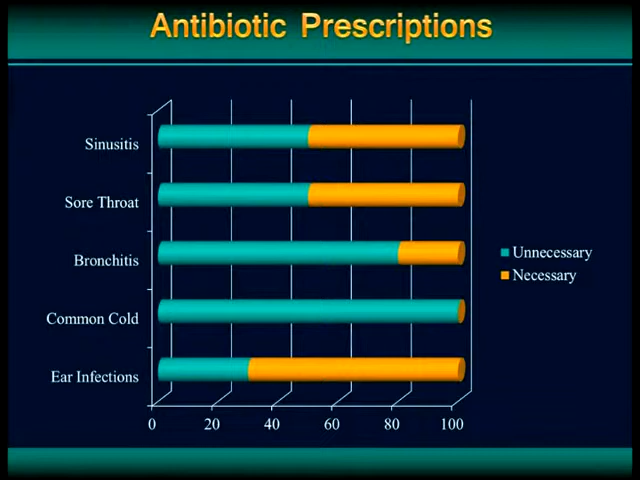 Antibiotic Prescriptions
Sinusitis
Sore Throat
Bronchitis
Common Cold
Ear Infections
0 20 40 60 80 100
Unnecessary
Necessary